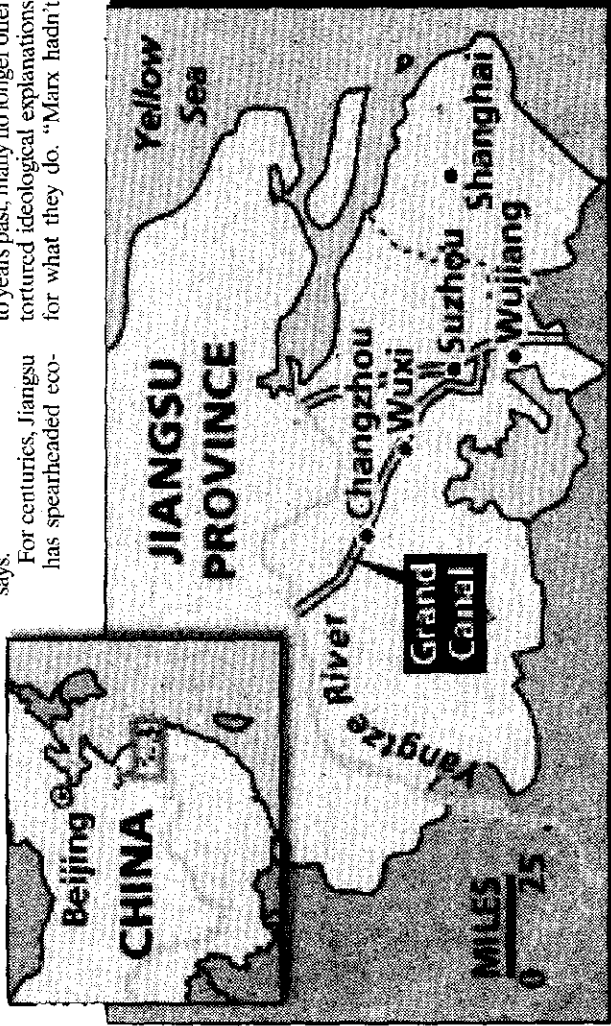 says.
For centuries, Jiangsu
has spearheaded eco-
to years past, many no longer offer
tortured ideological explanations
for what they do. "Marx hadn't
Beijing
CHINA
JIANGSU
PROVINCE
Yellow
Sea
Yangtze River
Grand
Canal
Changzhou
Wuxi
Suzhou
Wujiang
Shanghai
MILES
0 25